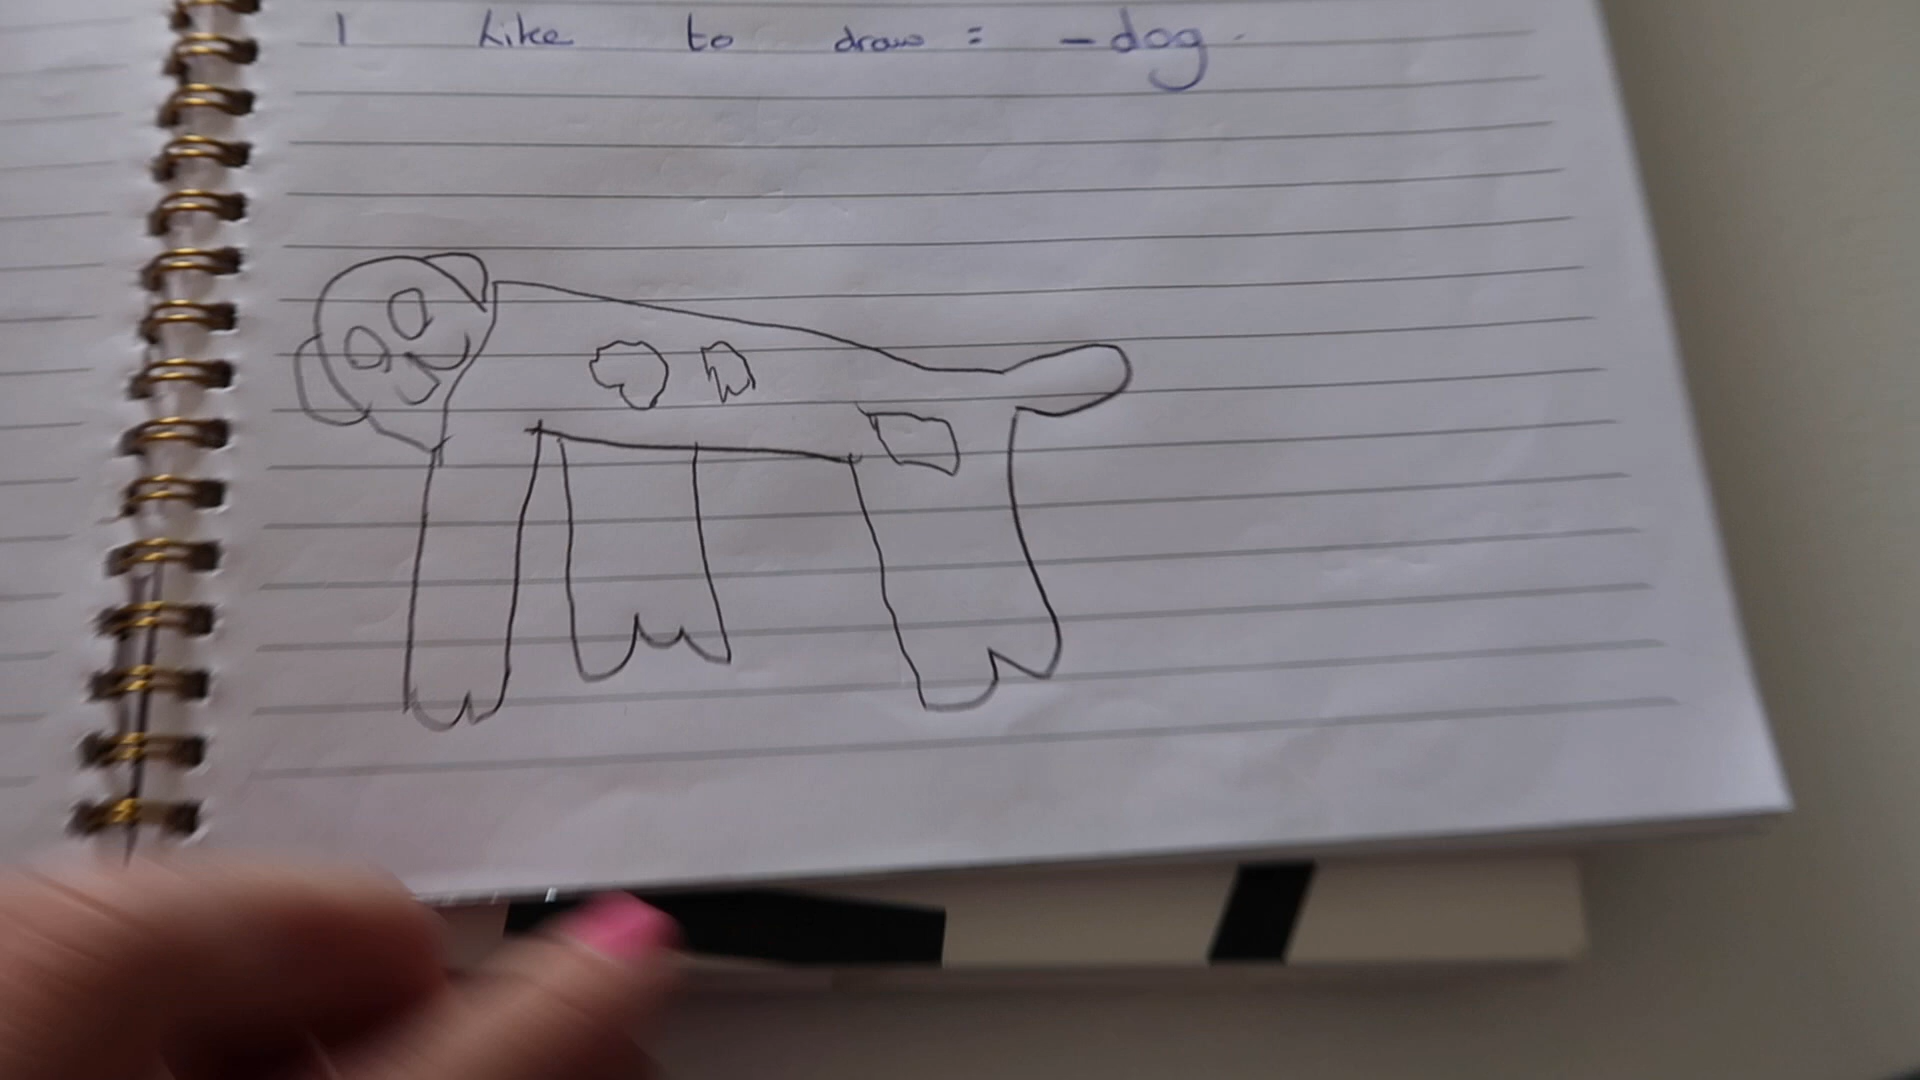 I like to draw = - dog.